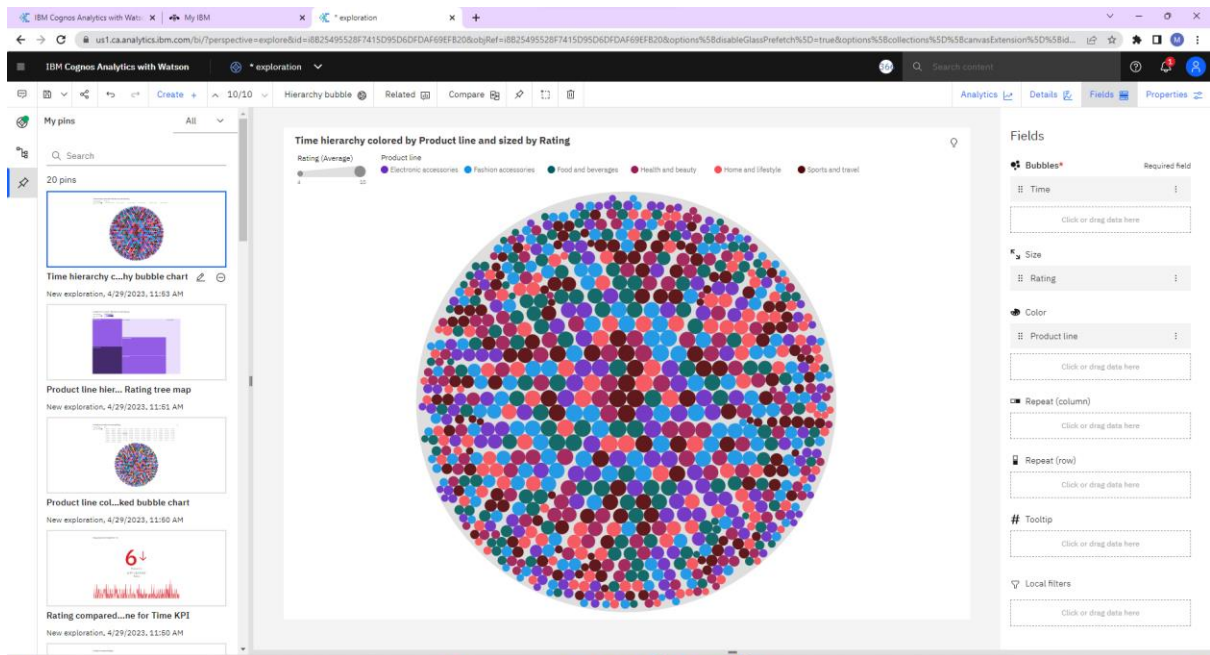 IBM Cognos Analytics with Wats
My IBM
* exploration
us1.ca.analytics.ibm.com/bi/?perspective=explore&id=i8B25495528F7415D95D6DFDAF69EFB20&objRef=i8B25495528F7415D95D6DFDAF69EFB20&options%5BdisableGlassPrefetch%5D=true&options%5Bcollections%5D%5BcanvasExtension%5D%5Bid...
IBM Cognos Analytics with Watson
* exploration
Search content
Create +
10/10
Hierarchy bubble
Related
Compare
Analytics
Details
Fields
Properties
My pins
All
Search
20 pins
Time hierarchy c...hy bubble chart
New exploration, 4/29/2023, 11:53 AM
Product line hier... Rating tree map
New exploration, 4/29/2023, 11:51 AM
Product line col...ked bubble chart
New exploration, 4/29/2023, 11:50 AM
6
Rating compared...ne for Time KPI
New exploration, 4/29/2023, 11:50 AM
Time hierarchy colored by Product line and sized by Rating
Rating (Average)
4
10
Product line
Electronic accessories
Fashion accessories
Food and beverages
Health and beauty
Home and lifestyle
Sports and travel
Fields
Bubbles*
Required field
Time
Click or drag data here
Size
Rating
Color
Product line
Click or drag data here
Repeat (column)
Click or drag data here
Repeat (row)
Click or drag data here
# Tooltip
Click or drag data here
Local filters
Click or drag data here